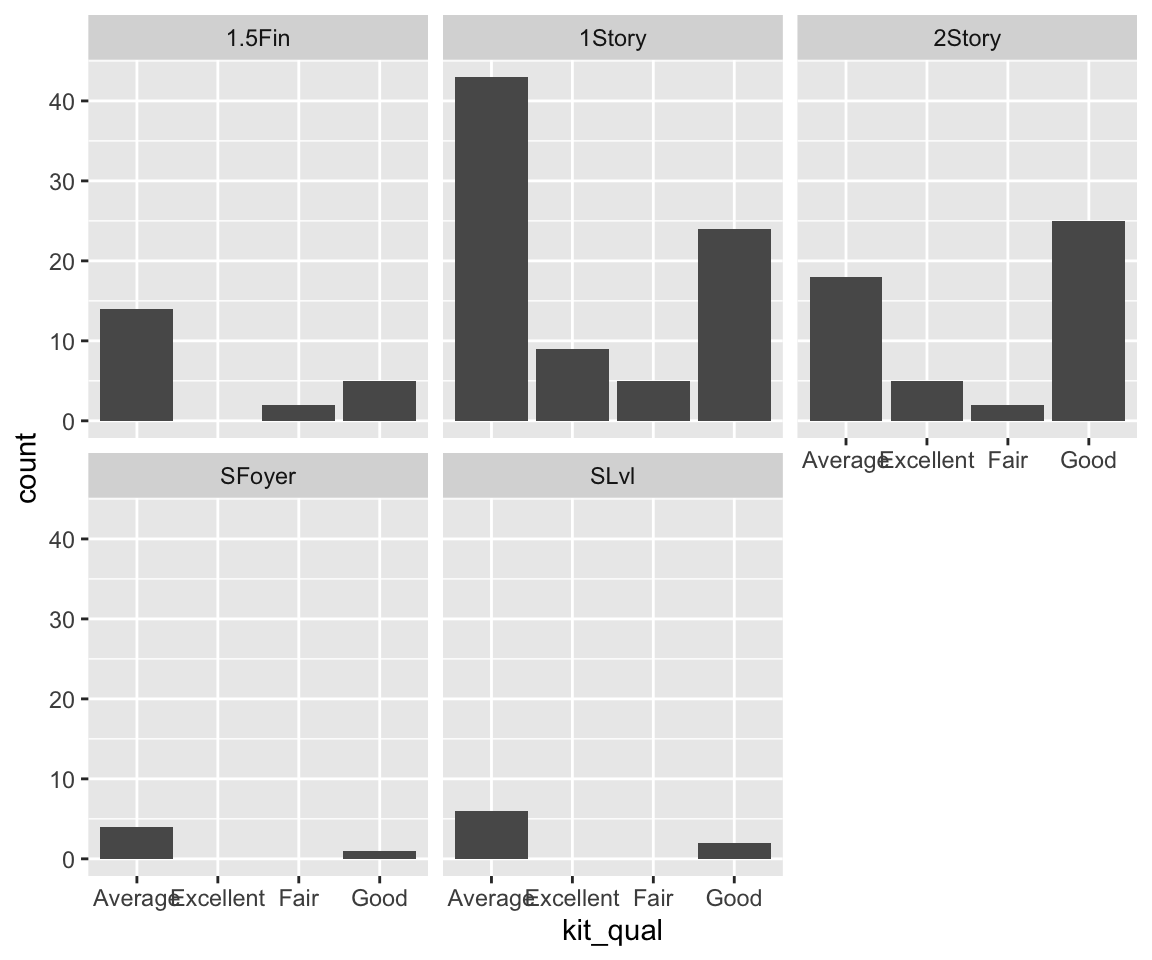 1.5Fin 1Story 2Story
40
30
20
10
0
Average Excellent Fair Good
count
SFoyer SLvl
40
30
20
10
0
Average Excellent Fair Good Average Excellent Fair Good
kit_qual